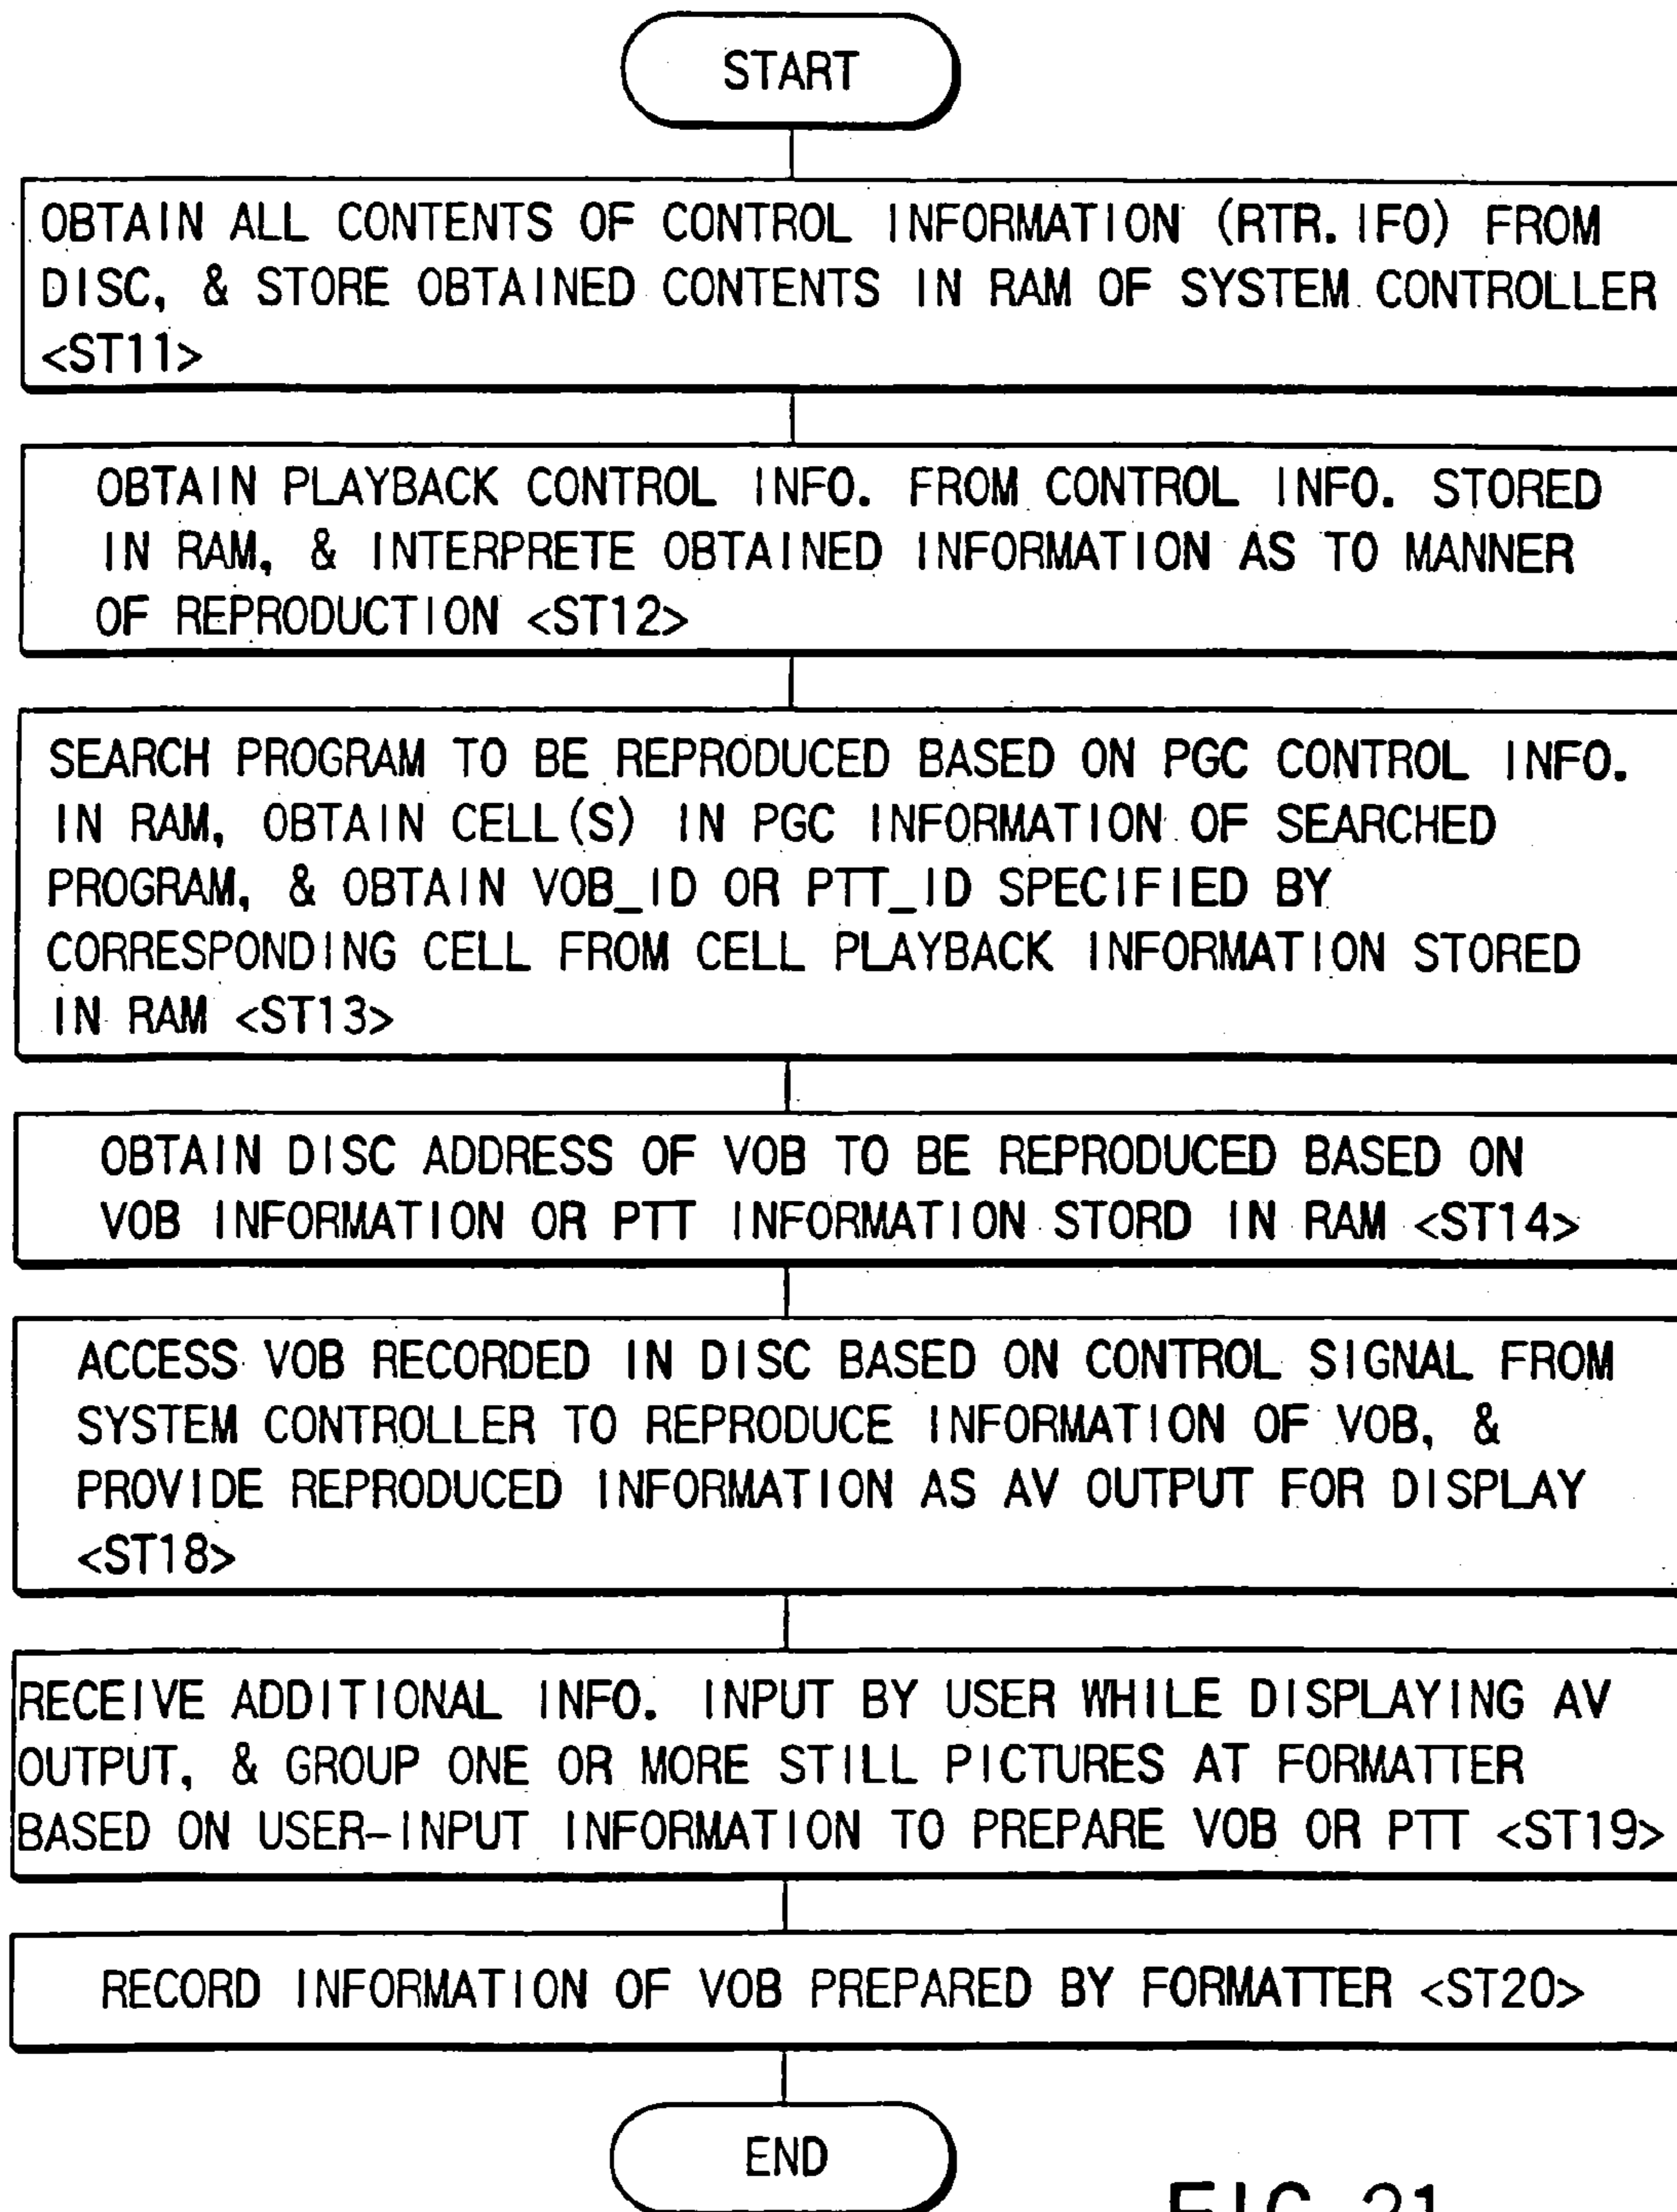 START
OBTAIN ALL CONTENTS OF CONTROL INFORMATION (RTR.IFO) FROM
DISC, & STORE OBTAINED CONTENTS IN RAM OF SYSTEM CONTROLLER
<ST11>
OBTAIN PLAYBACK CONTROL INFO. FROM CONTROL INFO. STORED
IN RAM, & INTERPRETE OBTAINED INFORMATION AS TO MANNER
OF REPRODUCTION <ST12>
SEARCH PROGRAM TO BE REPRODUCED BASED ON PGC CONTROL INFO.
IN RAM, OBTAIN CELL(S) IN PGC INFORMATION OF SEARCHED
PROGRAM, & OBTAIN VOB_ID OR PTT_ID SPECIFIED BY
CORRESPONDING CELL FROM CELL PLAYBACK INFORMATION STORED
IN RAM <ST13>
OBTAIN DISC ADDRESS OF VOB TO BE REPRODUCED BASED ON
VOB INFORMATION OR PTT INFORMATION STORD IN RAM <ST14>
ACCESS VOB RECORDED IN DISC BASED ON CONTROL SIGNAL FROM
SYSTEM CONTROLLER TO REPRODUCE INFORMATION OF VOB, &
PROVIDE REPRODUCED INFORMATION AS AV OUTPUT FOR DISPLAY
<ST18>
RECEIVE ADDITIONAL INFO. INPUT BY USER WHILE DISPLAYING AV
OUTPUT, & GROUP ONE OR MORE STILL PICTURES AT FORMATTER
BASED ON USER-INPUT INFORMATION TO PREPARE VOB OR PTT <ST19>
RECORD INFORMATION OF VOB PREPARED BY FORMATTER <ST20>
END
FIG. 21